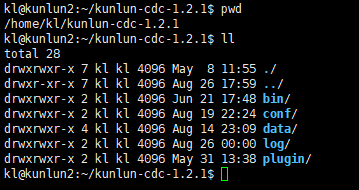 kl@kunlun2:~/kunlun-cdc-1.2.1$ pwd
/home/kl/kunlun-cdc-1.2.1
kl@kunlun2:~/kunlun-cdc-1.2.1$ ll
total 28
drwxrwxr-x 7 kl kl 4096 May  8 11:55 ./
drwxrwxr-x 6 kl kl 4096 Aug 26 17:59 ../
drwxrwxr-x 2 kl kl 4096 Jun 21 17:48 bin/
drwxrwxr-x 2 kl kl 4096 Aug 19 22:24 conf/
drwxrwxr-x 4 kl kl 4096 Aug 14 23:09 data/
drwxrwxr-x 2 kl kl 4096 Aug 26 00:00 log/
drwxrwxr-x 2 kl kl 4096 May 31 13:38 plugin/
kl@kunlun2:~/kunlun-cdc-1.2.1$